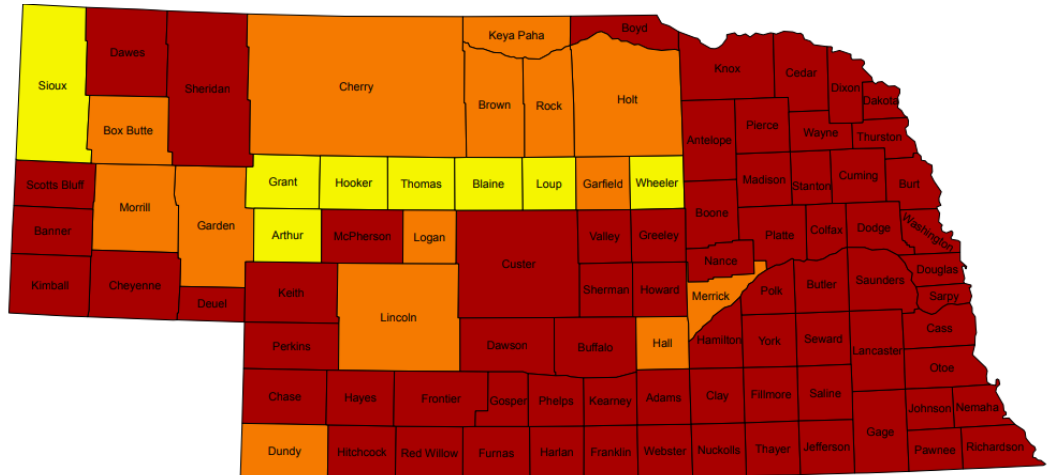 Boyd
Keya Paha
Dawes
Knox
Cedar
Sioux
Sheridan
Cherry
Dixon
Holt
Dakota
Brown
Rock
Pierce
Box Butte
Wayne
Thurston
Antelope
Grant
Hooker
Thomas
Blaine
Loup
Garfield
Wheeler
Madison
Stanton
Cuming
Burt
Scotts Bluff
Morrill
Boone
Garden
Banner
Arthur
McPherson
Logan
Valley
Greeley
Platte
Colfax
Dodge
Washington
Custer
Nance
Douglas
Kimball
Cheyenne
Deuel
Keith
Sherman
Howard
Merrick
Polk
Butler
Saunders
Sarpy
Lincoln
Perkins
Dawson
Buffalo
Hall
Hamilton
York
Seward
Lancaster
Cass
Otoe
Chase
Hayes
Frontier
Gosper
Phelps
Kearney
Adams
Clay
Fillmore
Saline
Johnson
Nemaha
Gage
Dundy
Hitchcock
Red Willow
Furnas
Harlan
Franklin
Webster
Nuckolls
Thayer
Jefferson
Pawnee
Richardson